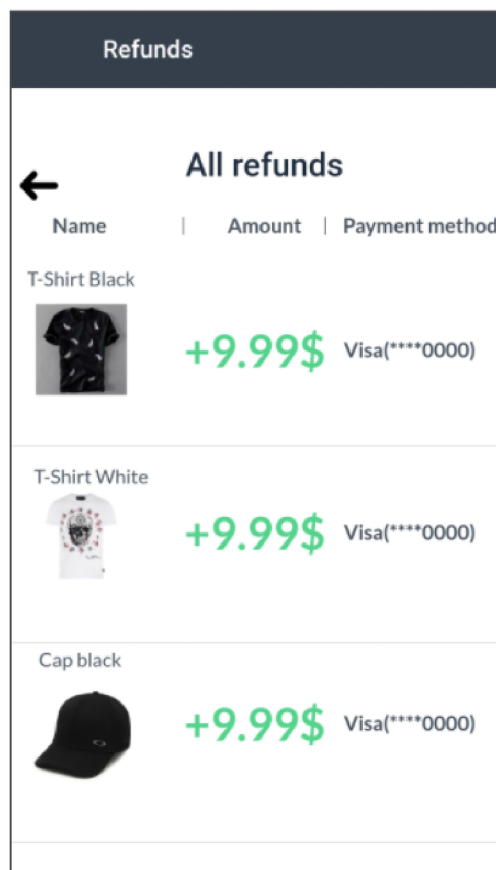 Refunds
All refunds
Name | Amount | Payment method
T-Shirt Black
+9.99$ Visa(****0000)
T-Shirt White
+9.99$ Visa(****0000)
Cap black
+9.99$ Visa(****0000)